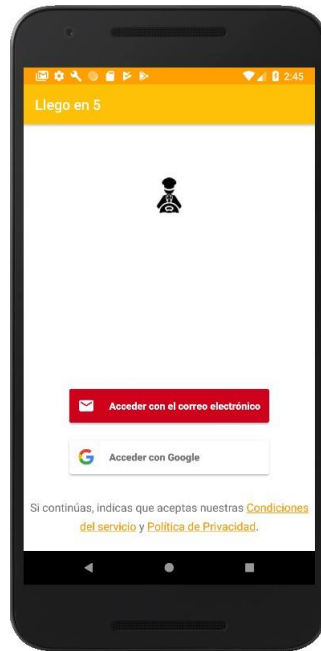 2:45
Llego en 5
Acceder con el correo electrónico
Acceder con Google
Si continúas, indicas que aceptas nuestras Condiciones
del servicio y Política de Privacidad.